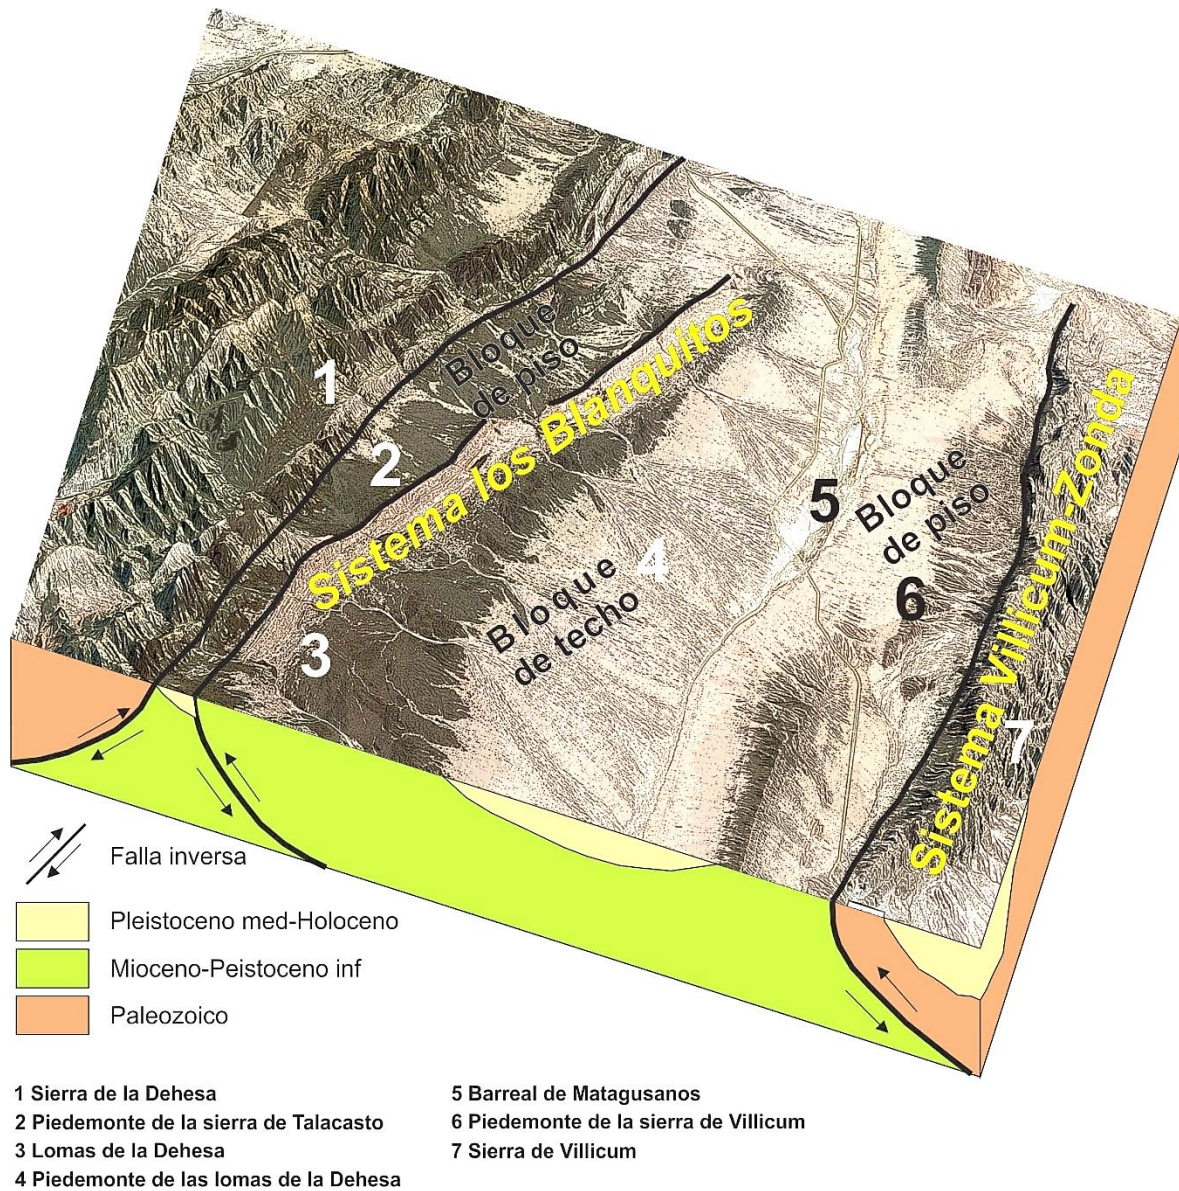 1
Bloque
de piso
2
Sistema los Blanquitos
3
Bloque
de techo
4
5
Bloque
de piso
6
Sistema Villicum-Zonda
7
Falla inversa
Pleistoceno med-Holoceno
Mioceno-Peistoceno inf
Paleozoico
1 Sierra de la Dehesa
2 Piedemonte de la sierra de Talacasto
3 Lomas de la Dehesa
4 Piedemonte de las lomas de la Dehesa
5 Barreal de Matagusanos
6 Piedemonte de la sierra de Villicum
7 Sierra de Villicum